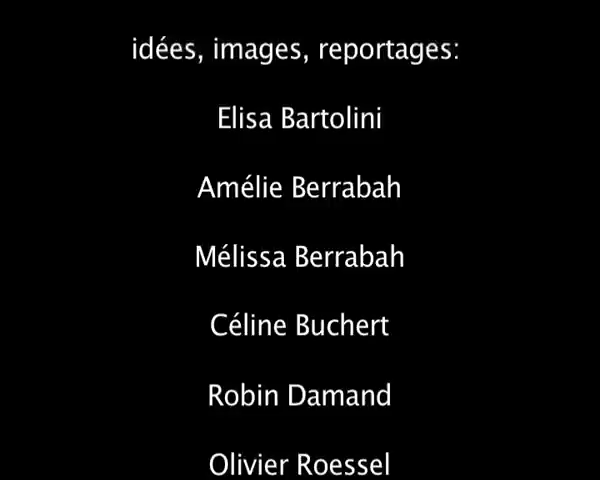 idées, images, reportages:
Elisa Bartolini
Amélie Berrabah
Mélissa Berrabah
Céline Buchert
Robin Damand
Olivier Roessel